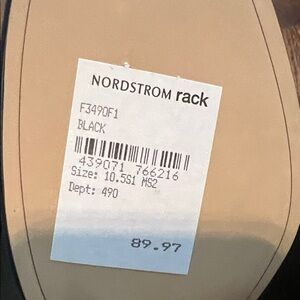 NORDSTROM rack
F3490F1
BLACK
439071 766216
Size: 10.5S1 MS2
Dept: 490
89.97